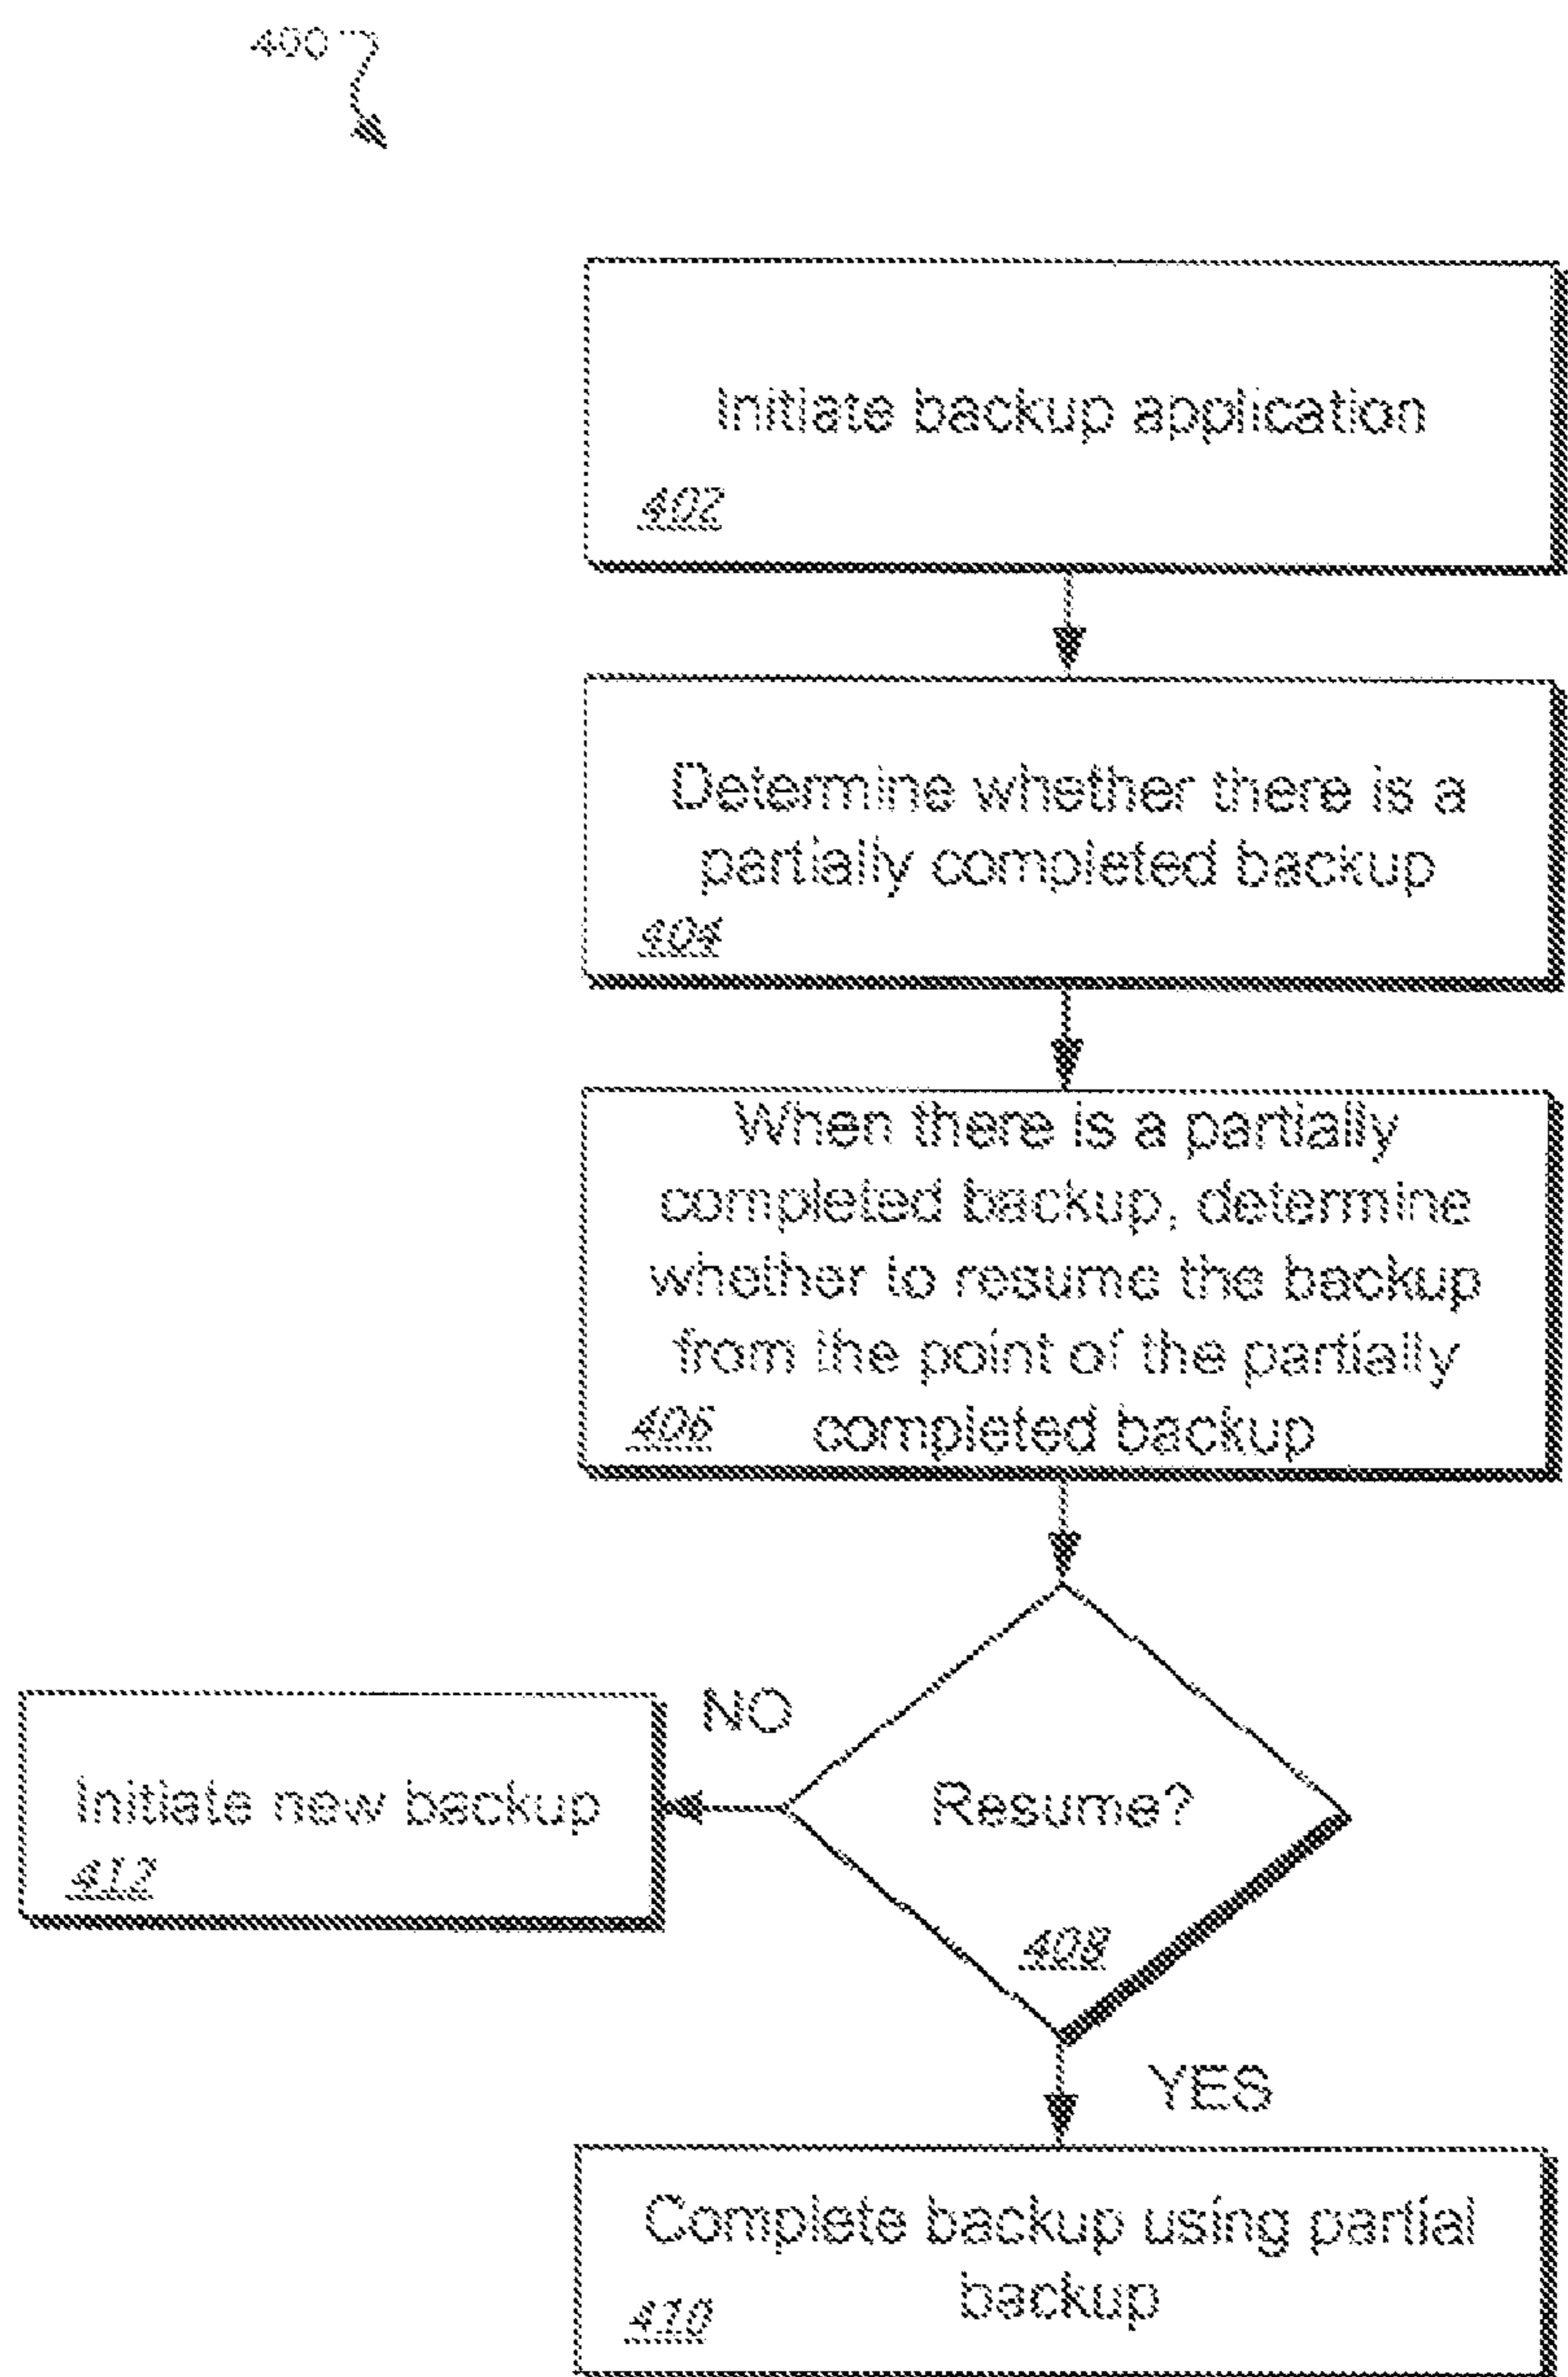 400
Initiate backup application
402
Determine whether there is a
partially completed backup
404
When there is a partially
completed backup, determine
whether to resume the backup
from the point of the partially
406 completed backup
NO
Initiate new backup
412
Resume?
408
YES
Complete backup using partial
backup
410